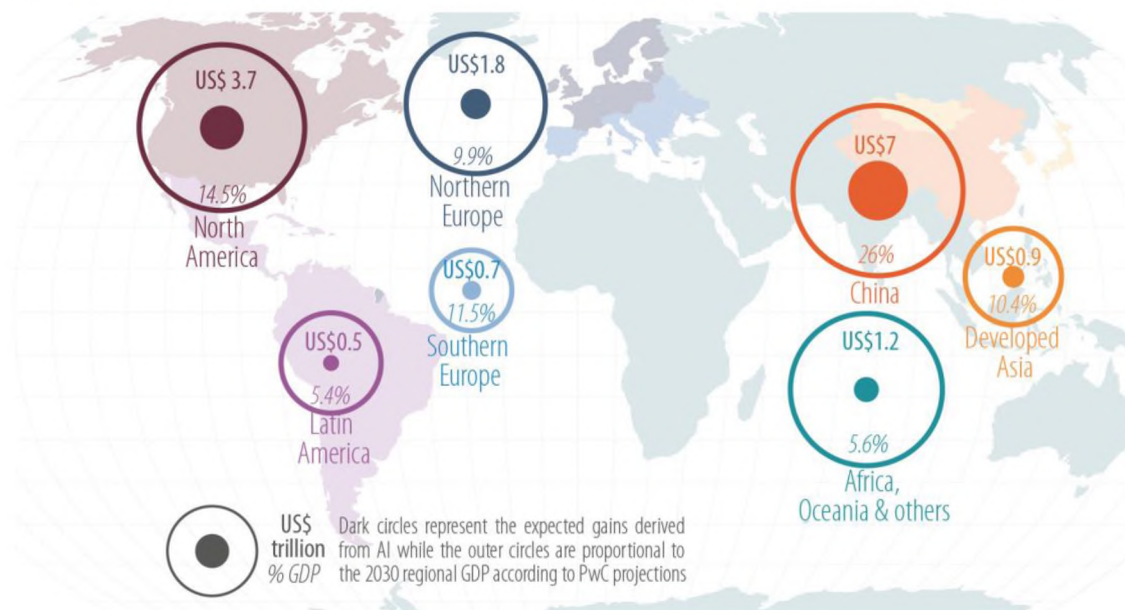 US$ 3.7
14.5%
North
America
US$1.8
9.9%
Northern
Europe
US$0.7
11.5%
Southern
Europe
US$0.5
5.4%
Latin
America
US$7
26%
China
US$0.9
10.4%
Developed
Asia
US$1.2
5.6%
Africa,
Oceania & others
US$
trillion
% GDP
Dark circles represent the expected gains derived
from AI while the outer circles are proportional to
the 2030 regional GDP according to PwC projections